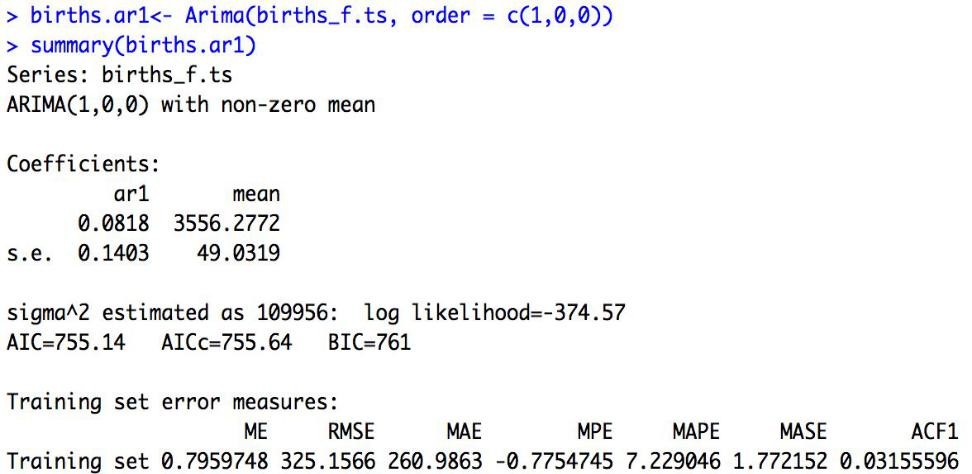 > births.ar1<- Arima(births_f.ts, order = c(1,0,0))
> summary(births.ar1)
Series: births_f.ts
ARIMA(1,0,0) with non-zero mean
Coefficients:
ar1 mean
0.0818 3556.2772
s.e. 0.1403 49.0319
sigma^2 estimated as 109956: log likelihood=-374.57
AIC=755.14 AICc=755.64 BIC=761
Training set error measures:
ME RMSE MAE MPE MAPE MASE ACF1
Training set 0.7959748 325.1566 260.9863 -0.7754745 7.229046 1.772152 0.03155596